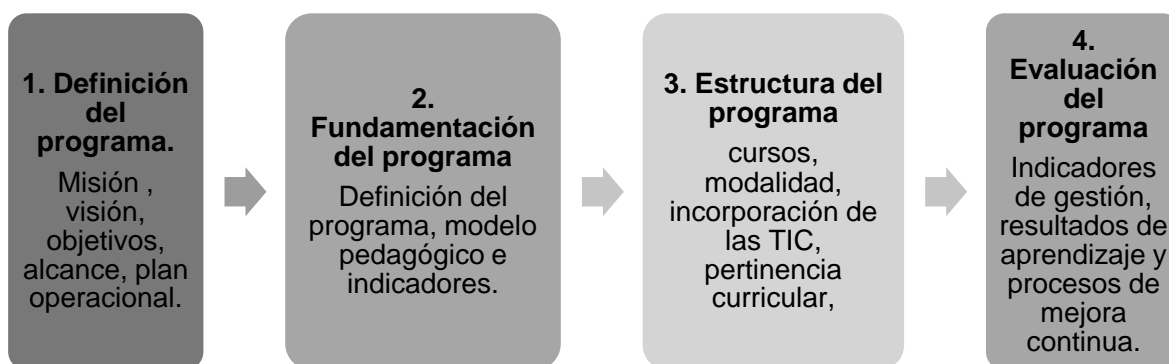 1. Definición
del
programa.
Misión ,
visión,
objetivos,
alcance, plan
operacional.
2.
Fundamentación
del programa
Definición del
programa, modelo
pedagógico e
indicadores.
3. Estructura del
programa
cursos,
modalidad,
incorporación de
las TIC,
pertinencia
curricular,
4.
Evaluación
del
programa
Indicadores
de gestión,
resultados de
aprendizaje y
procesos de
mejora
continua.